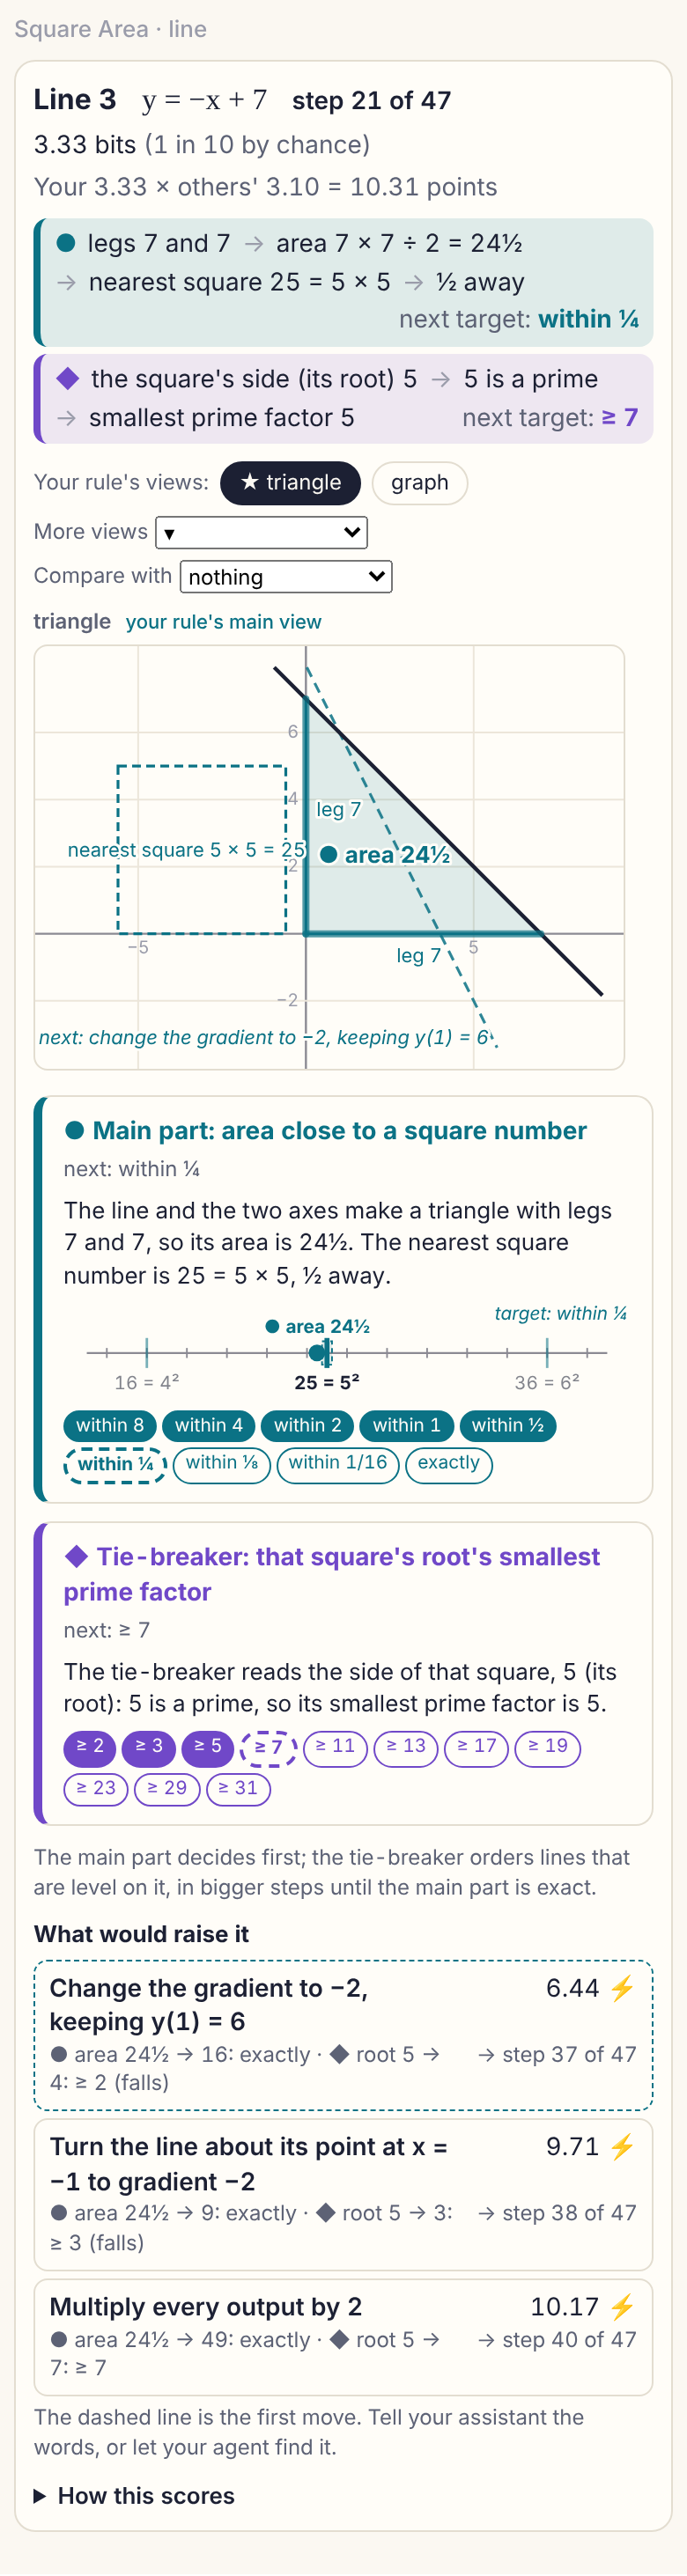 Square Area · line
Line 3 y = −x + 7 step 21 of 47
3.33 bits (1 in 10 by chance)
Your 3.33 × others' 3.10 = 10.31 points
● legs 7 and 7 → area 7 × 7 ÷ 2 = 24½
→ nearest square 25 = 5 × 5 → ½ away
next target: within ¼
◆ the square's side (its root) 5 → 5 is a prime
→ smallest prime factor 5 next target: ≥ 7
Your rule's views: ★ triangle graph
More views ▾
Compare with nothing
triangle your rule's main view
6
4
leg 7
nearest square 5 × 5 = 25
● area 24½
2
−5
leg 7
5
−2
next: change the gradient to −2, keeping y(1) = 6.
● Main part: area close to a square number
next: within ¼
The line and the two axes make a triangle with legs
7 and 7, so its area is 24½. The nearest square
number is 25 = 5 × 5, ½ away.
target: within ¼
● area 24½
16 = 4² 25 = 5² 36 = 6²
within 8 within 4 within 2 within 1 within ½
within ¼ within ⅛ within 1/16 exactly
◆ Tie-breaker: that square's root's smallest
prime factor
next: ≥ 7
The tie-breaker reads the side of that square, 5 (its
root): 5 is a prime, so its smallest prime factor is 5.
≥ 2 ≥ 3 ≥ 5 ≥ 7 ≥ 11 ≥ 13 ≥ 17 ≥ 19
≥ 23 ≥ 29 ≥ 31
The main part decides first; the tie-breaker orders lines that
are level on it, in bigger steps until the main part is exact.
What would raise it
Change the gradient to −2, 6.44 ⚡
keeping y(1) = 6
● area 24½ → 16: exactly · ◆ root 5 → → step 37 of 47
4: ≥ 2 (falls)
Turn the line about its point at x = 9.71 ⚡
−1 to gradient −2
● area 24½ → 9: exactly · ◆ root 5 → 3: → step 38 of 47
≥ 3 (falls)
Multiply every output by 2 10.17 ⚡
● area 24½ → 49: exactly · ◆ root 5 → → step 40 of 47
7: ≥ 7
The dashed line is the first move. Tell your assistant the
words, or let your agent find it.
▶ How this scores